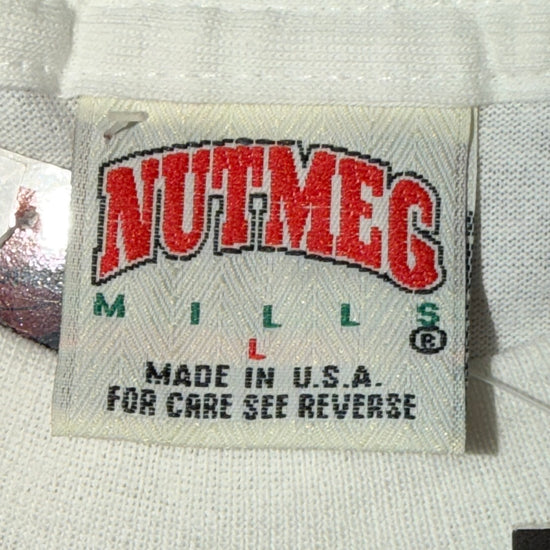 NUTMEG
MILLS
®
L
MADE IN U.S.A.
FOR CARE SEE REVERSE